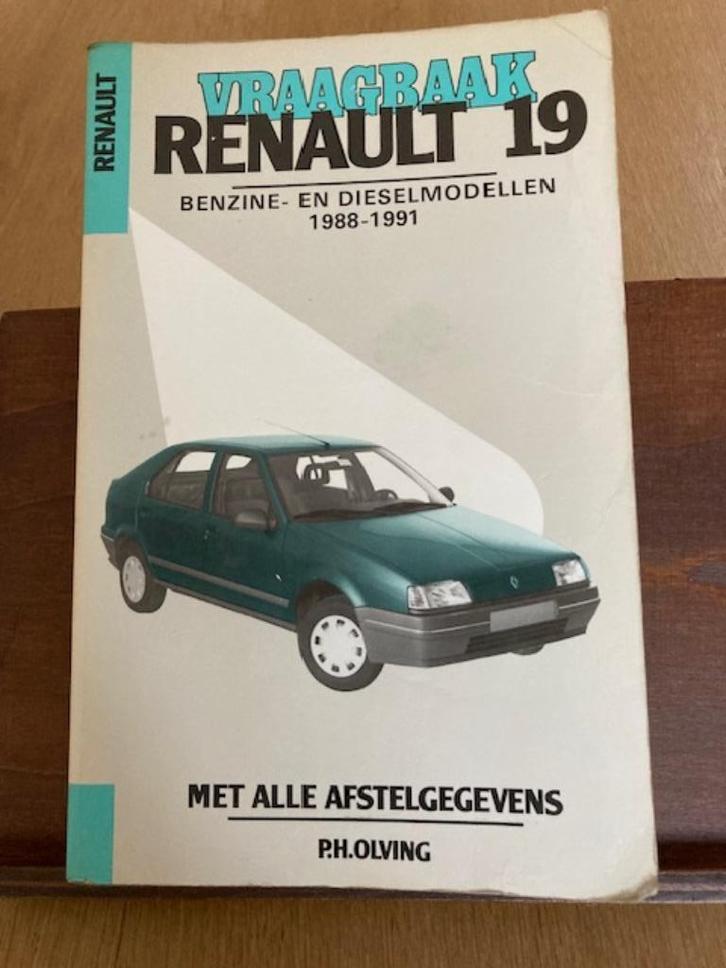 RENAULT
VRAAGBAAK
RENAULT 19
BENZINE- EN DIESELMODELLEN
1988-1991
MET ALLE AFSTELGEGEVENS
P.H.OLVING